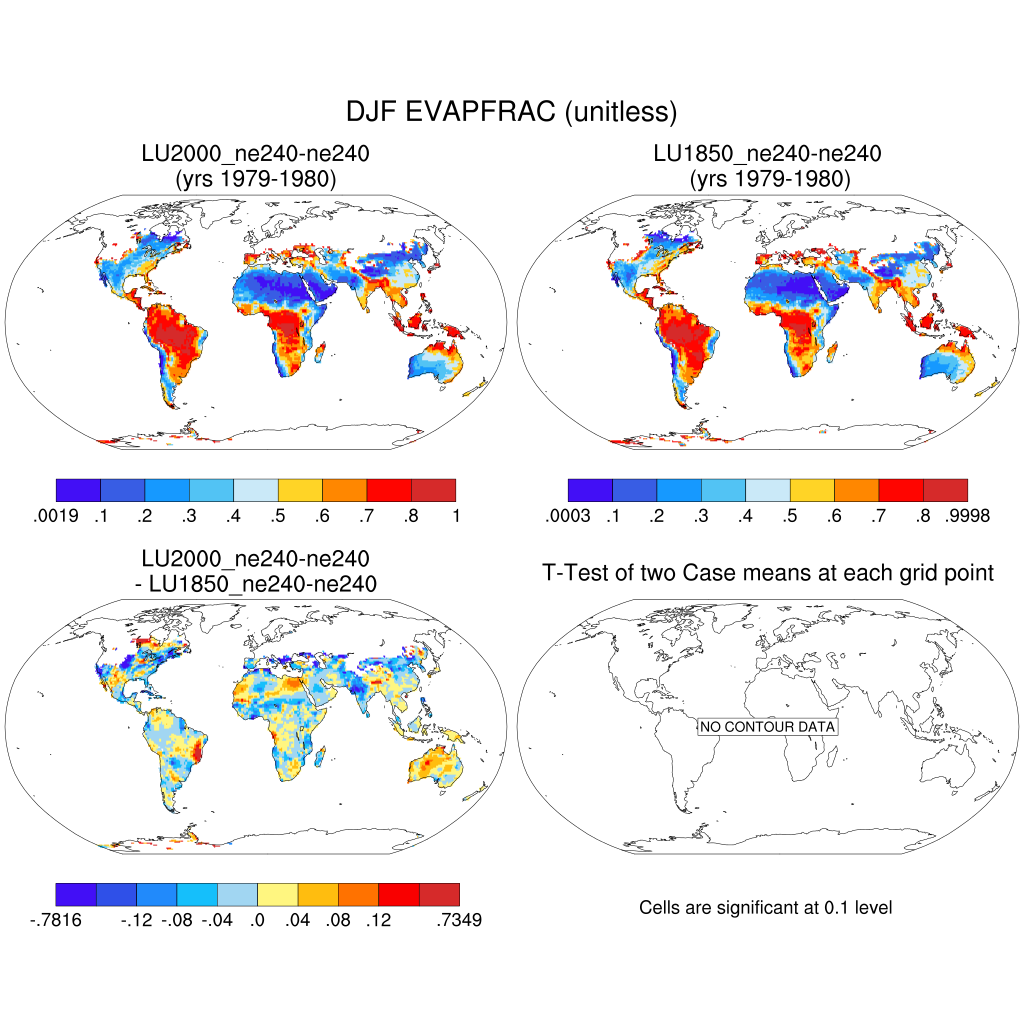 DJF EVAPFRAC (unitless)
LU2000_ne240-ne240
(yrs 1979-1980)
LU1850_ne240-ne240
(yrs 1979-1980)
.0019 .1 .2 .3 .4 .5 .6 .7 .8 1
.0003 .1 .2 .3 .4 .5 .6 .7 .8 .9998
LU2000_ne240-ne240
- LU1850_ne240-ne240
T-Test of two Case means at each grid point
NO CONTOUR DATA
-.7816 -.12 -.08 -.04 .0 .04 .08 .12 .7349
Cells are significant at 0.1 level